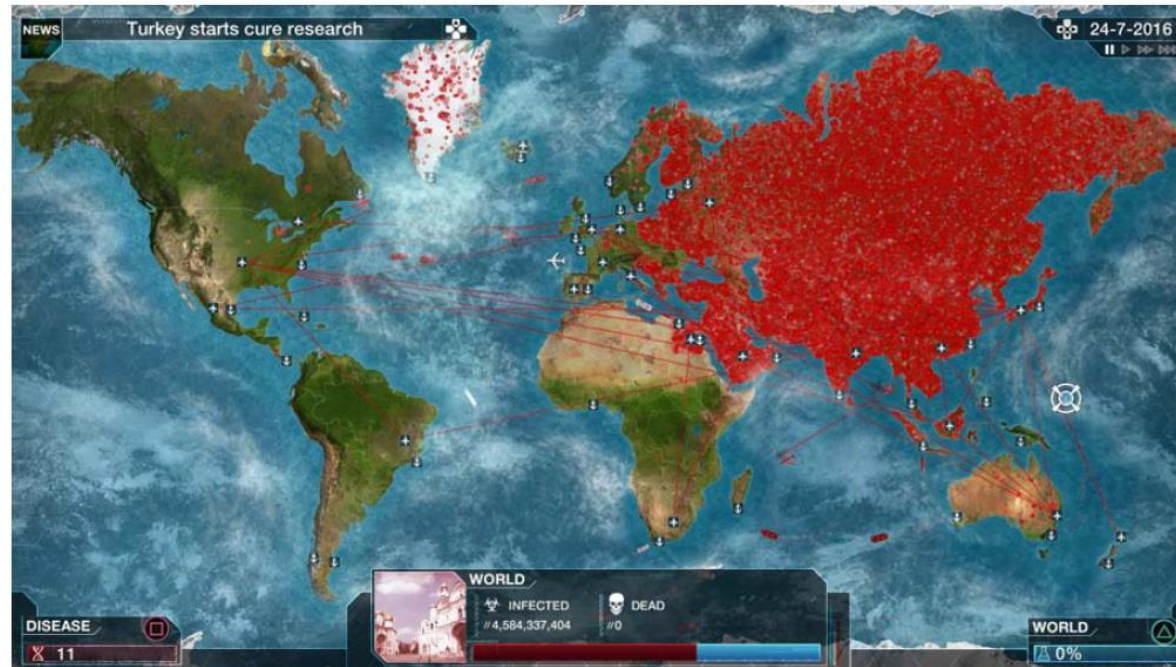 NEWS
Turkey starts cure research
24-7-2016
WORLD
INFECTED
DEAD
//4,584,337,404
//0
DISEASE
11
WORLD
0%